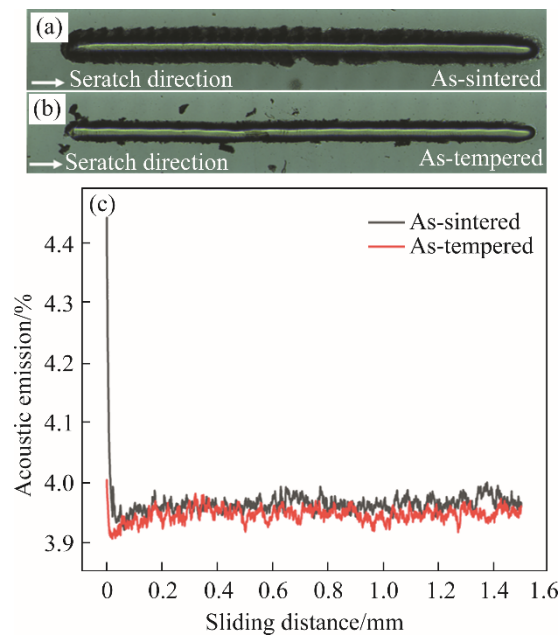 (a)
Seratch direction As-sintered
(b)
Seratch direction As-tempered
(c)
As-sintered
As-tempered
Acoustic emission/%
4.4
4.3
4.2
4.1
4.0
3.9
0 0.2 0.4 0.6 0.8 1.0 1.2 1.4 1.6
Sliding distance/mm